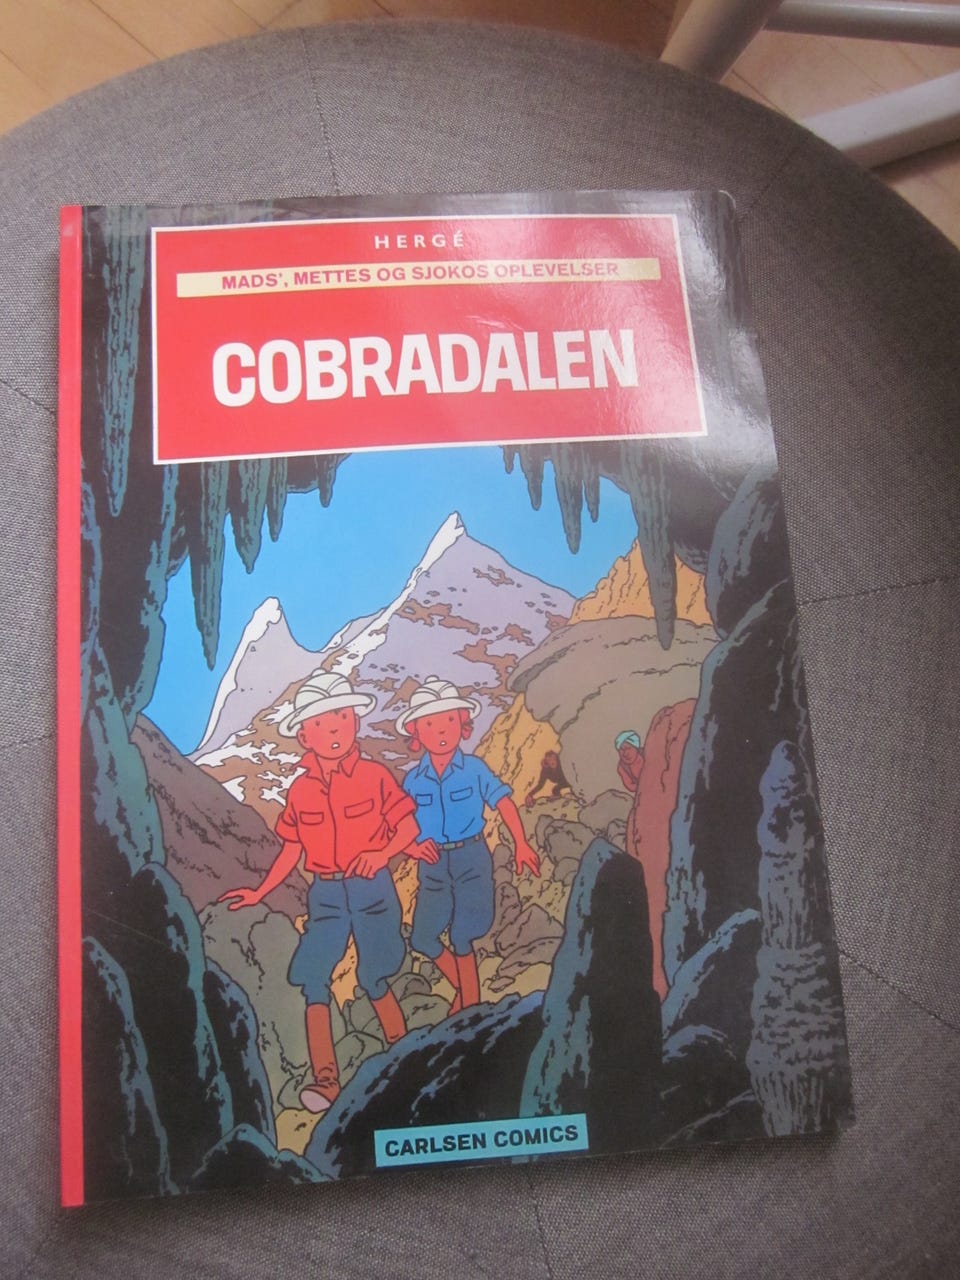 HERGÉ
MADS', METTES OG SJOKOS OPLEVELSER
COBRADALEN
CARLSEN COMICS